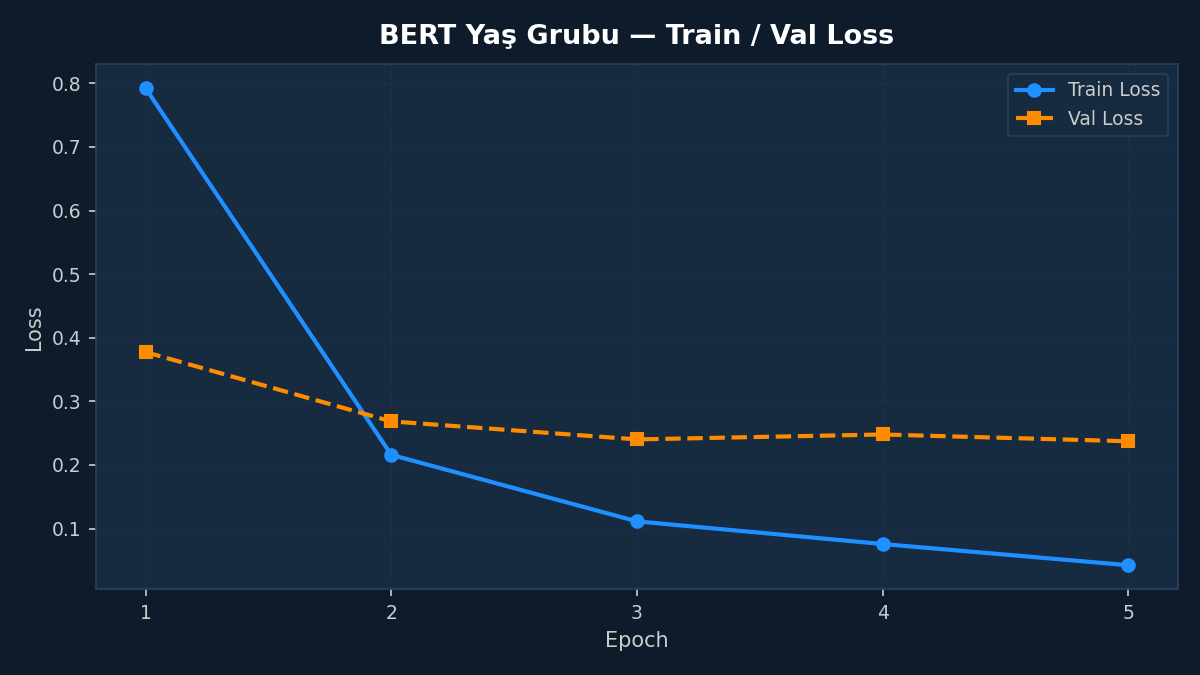 BERT Yaş Grubu — Train / Val Loss
Train Loss
Val Loss
Loss
0.8
0.7
0.6
0.5
0.4
0.3
0.2
0.1
1 2 3 4 5
Epoch